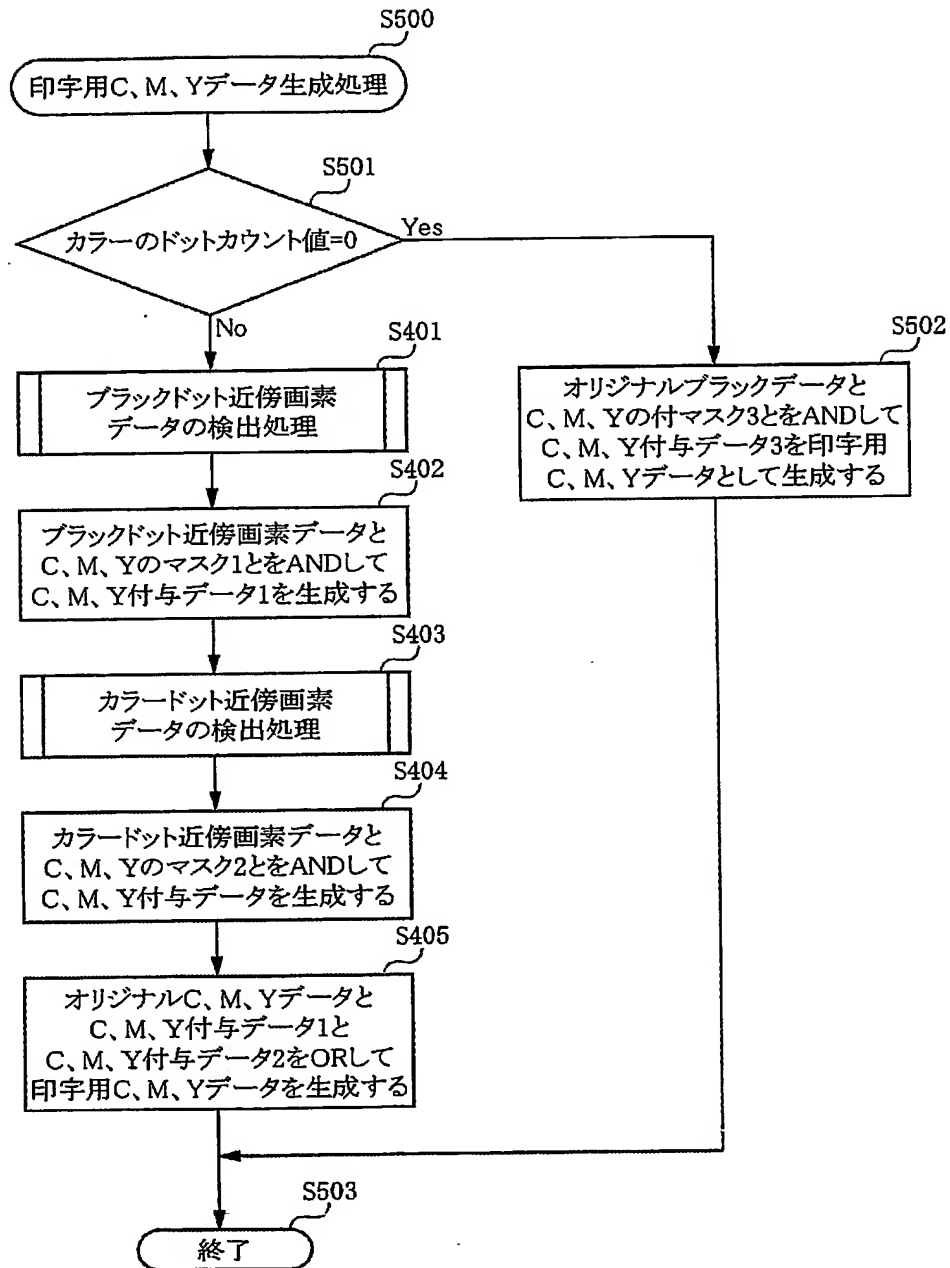 S500
印字用C、M、Yデータ生成処理
S501
カラーのドットカウント値=0
Yes
No
S401
ブラックドット近傍画素
データの検出処理
S402
ブラックドット近傍画素データと
C、M、Yのマスク1とをANDして
C、M、Y付与データ1を生成する
S403
カラードット近傍画素
データの検出処理
S404
カラードット近傍画素データと
C、M、Yのマスク2とをANDして
C、M、Y付与データを生成する
S405
オリジナルC、M、Yデータと
C、M、Y付与データ1と
C、M、Y付与データ2をORして
印字用C、M、Yデータを生成する
S502
オリジナルブラックデータと
C、M、Yの付マスク3とをANDして
C、M、Y付与データ3を印字用
C、M、Yデータとして生成する
S503
終了